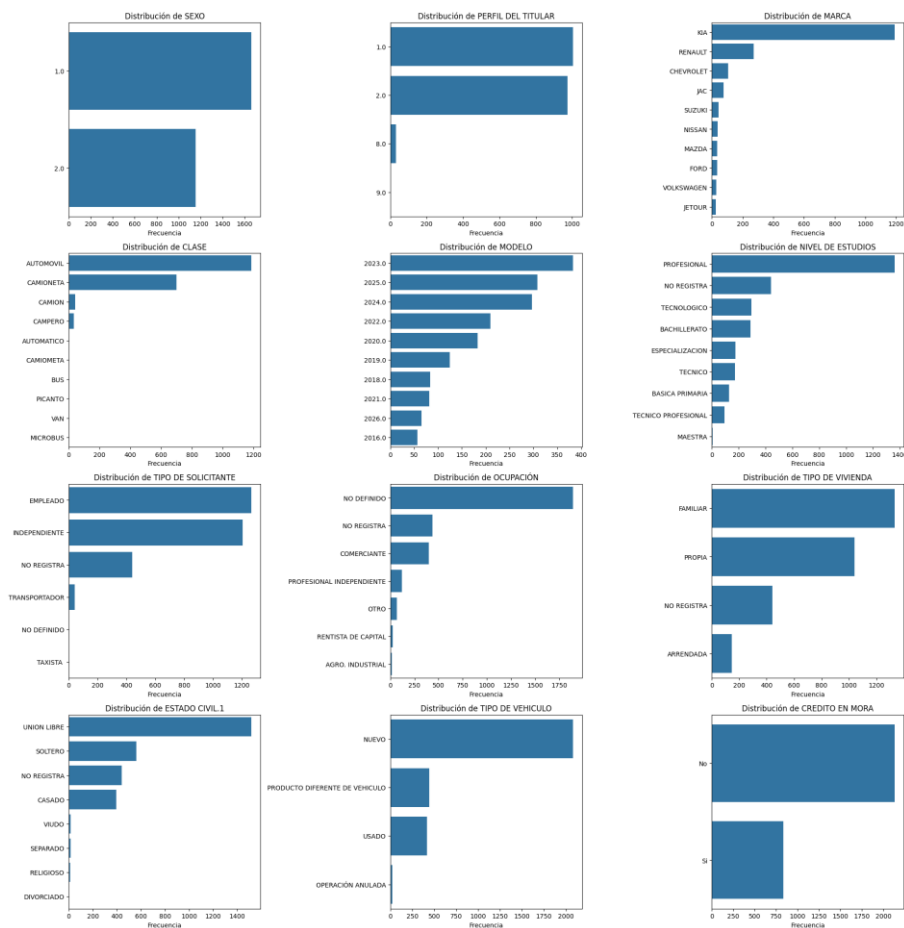 Distribución de SEXO
1.0
2.0
0 200 400 600 800 1000 1200 1400 1600
Frecuencia
Distribución de PERFIL DEL TITULAR
1.0
2.0
8.0
9.0
0 200 400 600 800 1000
Frecuencia
Distribución de MARCA
KIA
RENAULT
CHEVROLET
JAC
SUZUKI
NISSAN
MAZDA
FORD
VOLKSWAGEN
JETOUR
0 200 400 600 800 1000 1200
Frecuencia
Distribución de CLASE
AUTOMOVIL
CAMIONETA
CAMION
CAMPERO
AUTOMATICO
CAMIOMETA
BUS
PICANTO
VAN
MICROBUS
0 200 400 600 800 1000 1200
Frecuencia
Distribución de MODELO
2023.0
2025.0
2024.0
2022.0
2020.0
2019.0
2018.0
2021.0
2026.0
2016.0
0 50 100 150 200 250 300 350 400
Frecuencia
Distribución de NIVEL DE ESTUDIOS
PROFESIONAL
NO REGISTRA
TECNOLOGICO
BACHILLERATO
ESPECIALIZACION
TECNICO
BASICA PRIMARIA
TECNICO PROFESIONAL
MAESTRA
0 200 400 600 800 1000 1200 1400
Frecuencia
Distribución de TIPO DE SOLICITANTE
EMPLEADO
INDEPENDIENTE
NO REGISTRA
TRANSPORTADOR
NO DEFINIDO
TAXISTA
0 200 400 600 800 1000 1200
Frecuencia
Distribución de OCUPACIÓN
NO DEFINIDO
NO REGISTRA
COMERCIANTE
PROFESIONAL INDEPENDIENTE
OTRO
RENTISTA DE CAPITAL
AGRO. INDUSTRIAL
0 250 500 750 1000 1250 1500 1750
Frecuencia
Distribución de TIPO DE VIVIENDA
FAMILIAR
PROPIA
NO REGISTRA
ARRENDADA
0 200 400 600 800 1000 1200
Frecuencia
Distribución de ESTADO CIVIL.1
UNION LIBRE
SOLTERO
NO REGISTRA
CASADO
VIUDO
SEPARADO
RELIGIOSO
DIVORCIADO
0 200 400 600 800 1000 1200 1400
Frecuencia
Distribución de TIPO DE VEHICULO
NUEVO
PRODUCTO DIFERENTE DE VEHICULO
USADO
OPERACIÓN ANULADA
0 250 500 750 1000 1250 1500 1750 2000
Frecuencia
Distribución de CREDITO EN MORA
No
Si
0 250 500 750 1000 1250 1500 1750 2000
Frecuencia